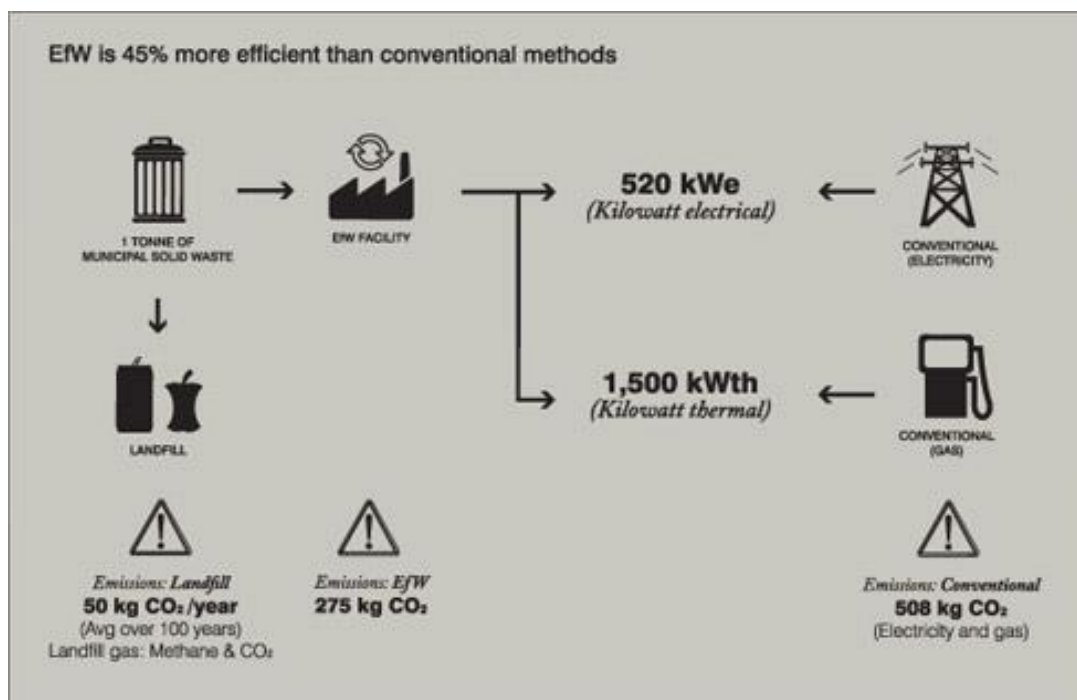 EfW is 45% more efficient than conventional methods
1 TONNE OF
MUNICIPAL SOLID WASTE
EfW FACILITY
520 kWe
(Kilowatt electrical)
CONVENTIONAL
(ELECTRICITY)
LANDFILL
1,500 kWth
(Kilowatt thermal)
CONVENTIONAL
(GAS)
Emissions: Landfill
50 kg CO₂/year
(Avg over 100 years)
Landfill gas: Methane & CO₂
Emissions: EfW
275 kg CO₂
Emissions: Conventional
508 kg CO₂
(Electricity and gas)